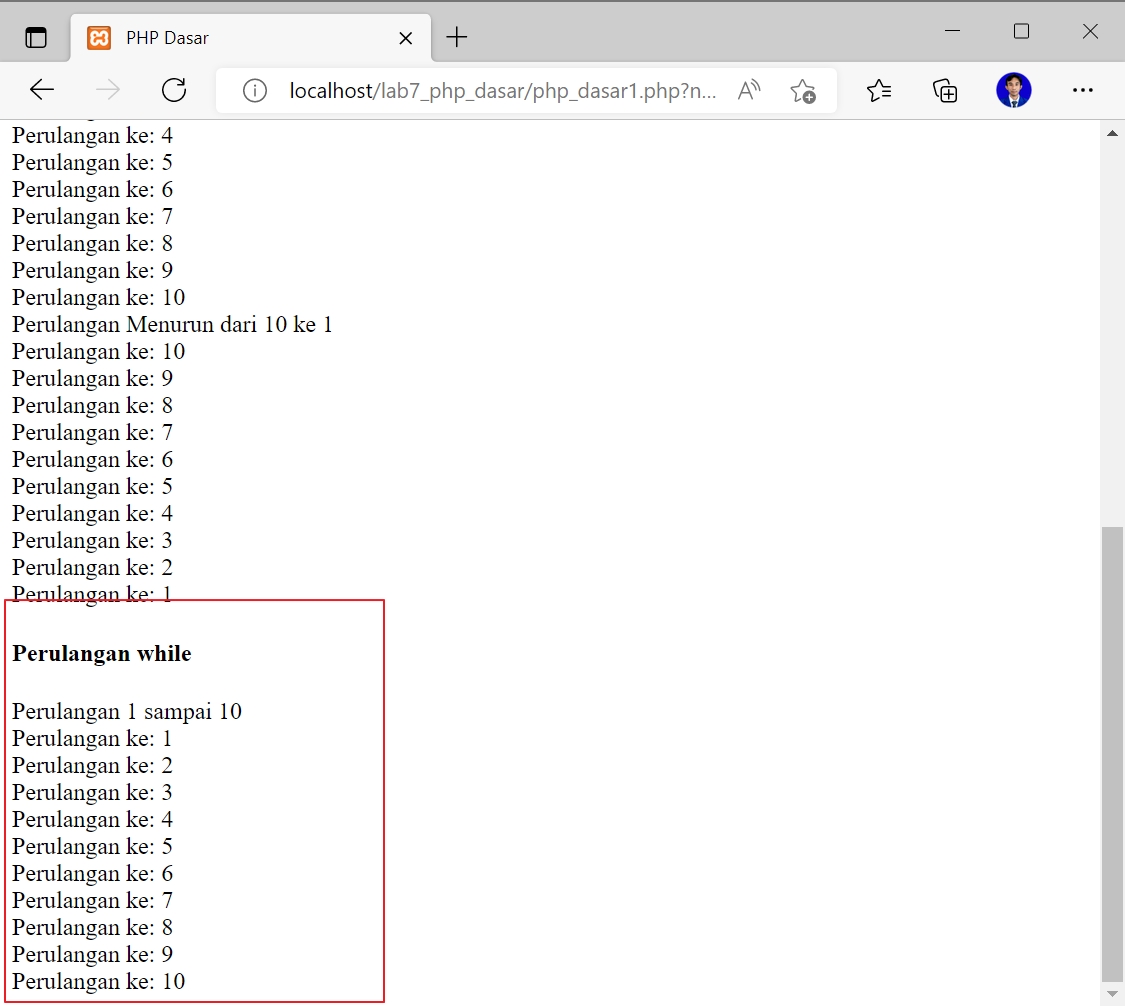 PHP Dasar
localhost/lab7_php_dasar/php_dasar1.php?n...
Perulangan ke: 4
Perulangan ke: 5
Perulangan ke: 6
Perulangan ke: 7
Perulangan ke: 8
Perulangan ke: 9
Perulangan ke: 10
Perulangan Menurun dari 10 ke 1
Perulangan ke: 10
Perulangan ke: 9
Perulangan ke: 8
Perulangan ke: 7
Perulangan ke: 6
Perulangan ke: 5
Perulangan ke: 4
Perulangan ke: 3
Perulangan ke: 2
Perulangan ke: 1
Perulangan while
Perulangan 1 sampai 10
Perulangan ke: 1
Perulangan ke: 2
Perulangan ke: 3
Perulangan ke: 4
Perulangan ke: 5
Perulangan ke: 6
Perulangan ke: 7
Perulangan ke: 8
Perulangan ke: 9
Perulangan ke: 10